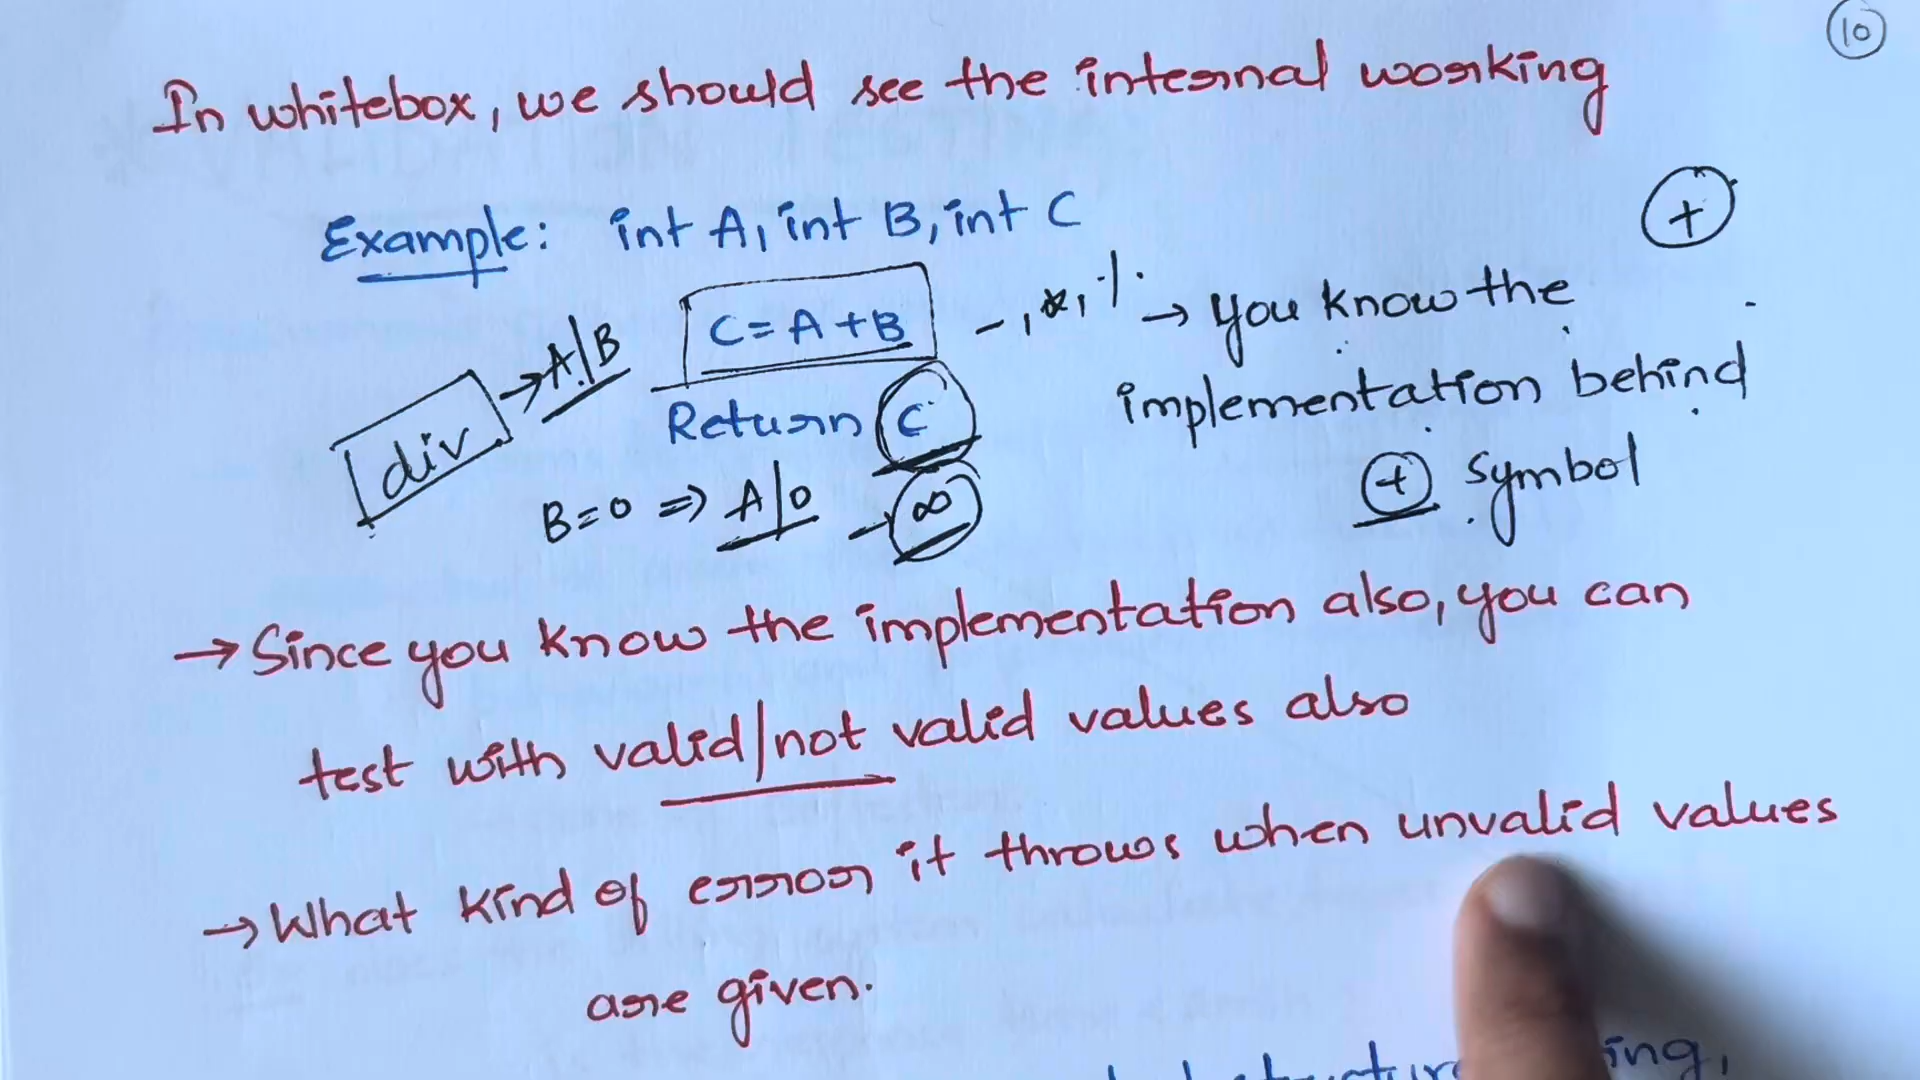 10
In whitebox, we should see the internal working
Example: int A, int B, int C
+
C = A + B
-, *, % → you know the
div → A/B
Return C
implementation behind
B=0 => A/0 - ∞
+ symbol
→ Since you know the implementation also, you can
test with valid/not valid values also
→ What kind of error it throws when unvalid values
are given.